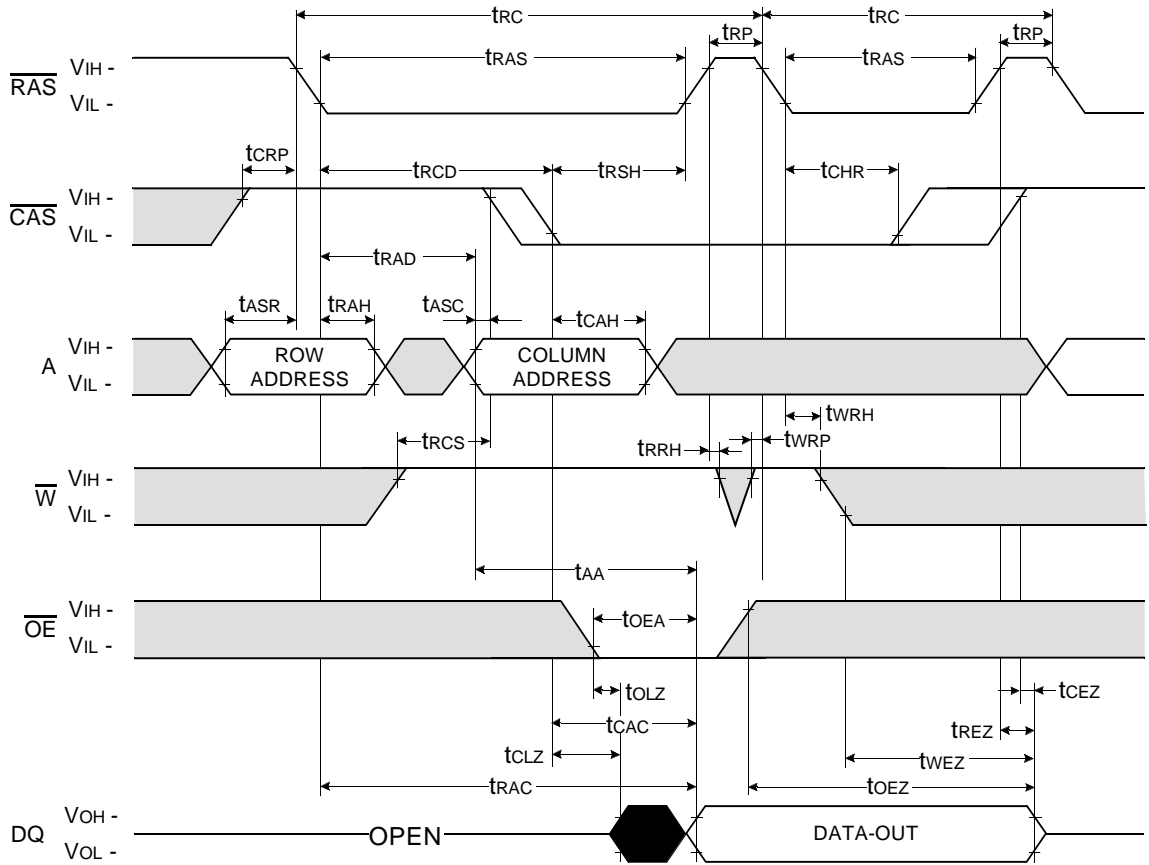 tRC tRC
tRP tRP
tRAS tRAS
RAS VIH -
VIL -
tCRP tRCD tRSH tCHR
CAS VIH -
VIL -
tRAD
tASR tRAH tASC tCAH
A VIH -
VIL -
ROW
ADDRESS
COLUMN
ADDRESS
tWRH
tRCS tRRH tWRP
W VIH -
VIL -
tAA
OE VIH -
VIL -
tOEA
tOLZ tCEZ
tCAC tREZ
tCLZ tWEZ
tRAC tOEZ
DQ VOH -
VOL -
OPEN DATA-OUT